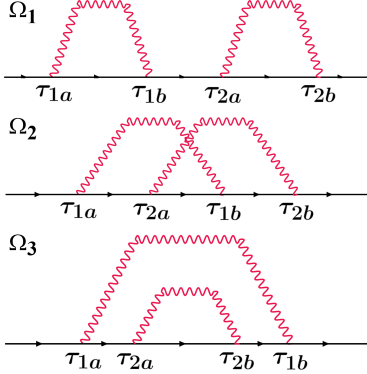 Ω₁
τ₁ₐ τ₁b τ₂ₐ τ₂b
Ω₂
τ₁ₐ τ₂ₐ τ₁b τ₂b
Ω₃
τ₁ₐ τ₂ₐ τ₂b τ₁b